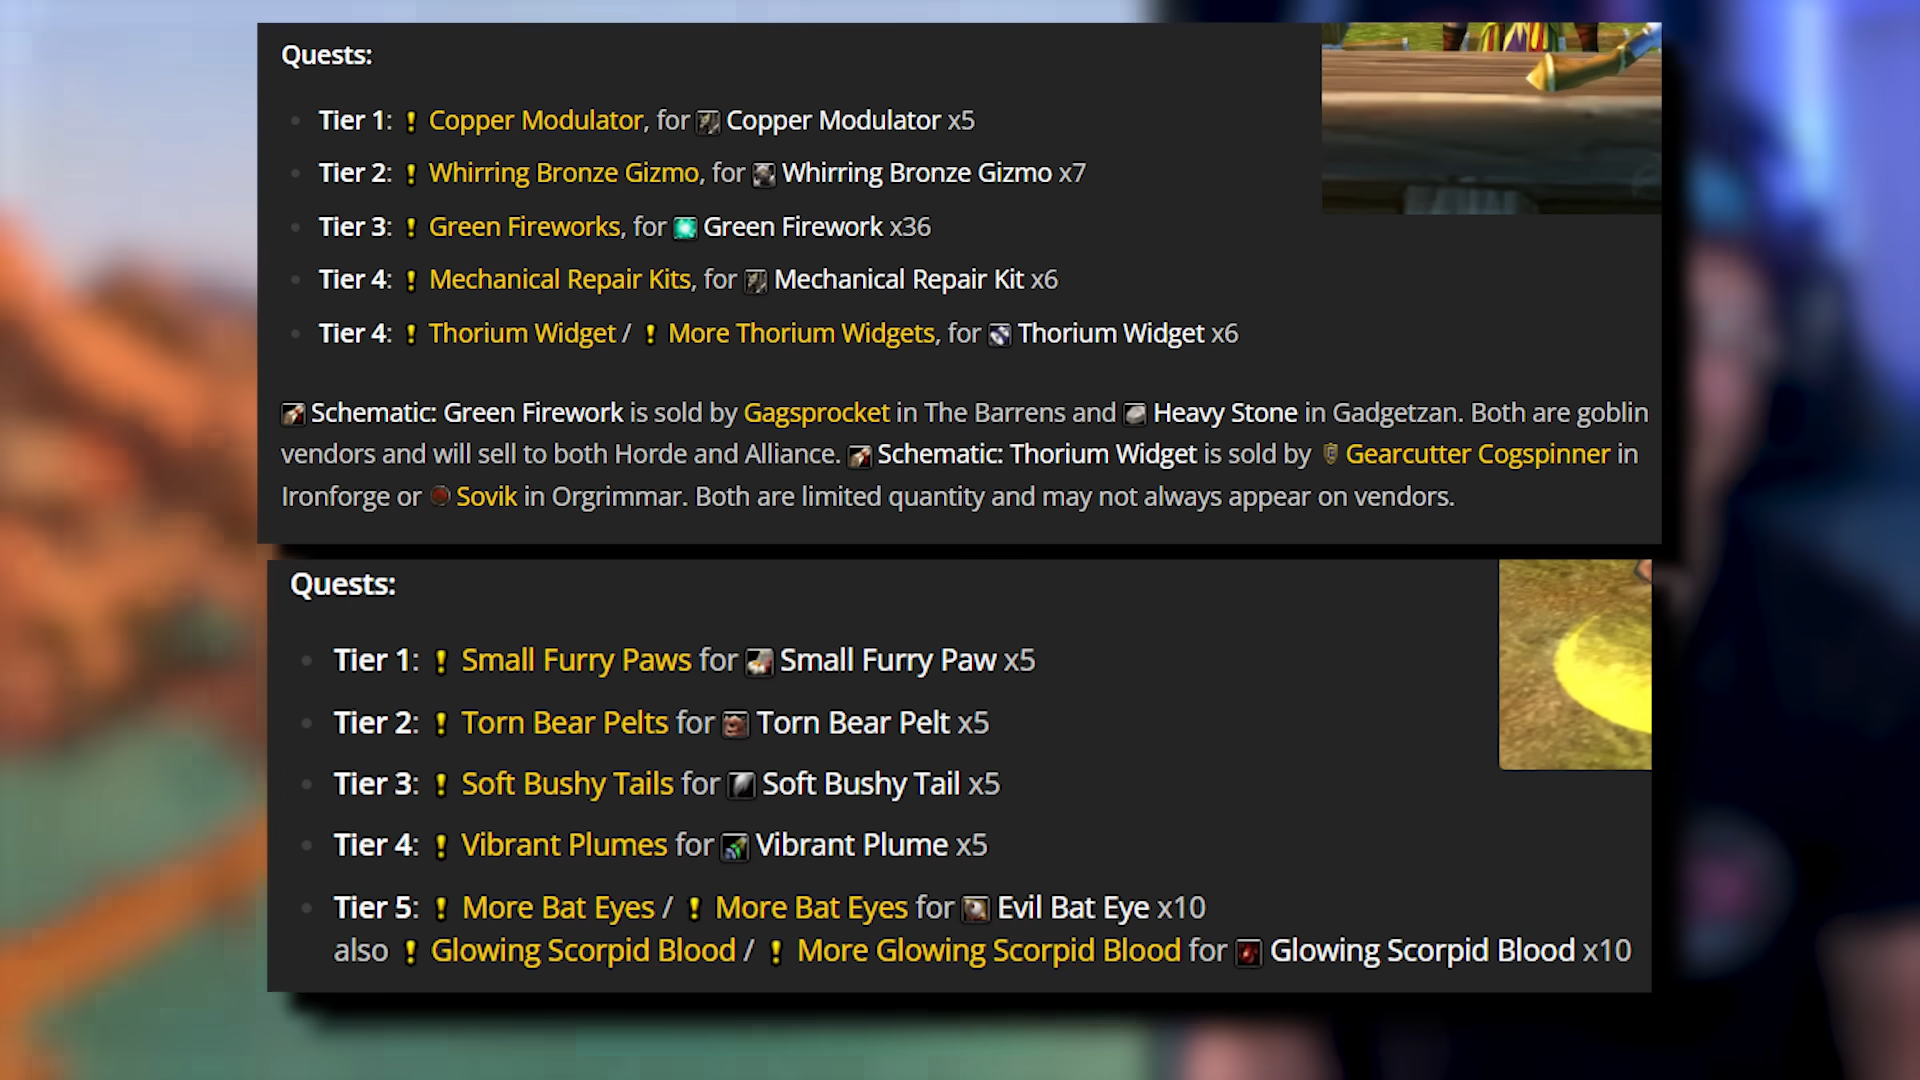 Quests:
Tier 1: Copper Modulator, for Copper Modulator x5
Tier 2: Whirring Bronze Gizmo, for Whirring Bronze Gizmo x7
Tier 3: Green Fireworks, for Green Firework x36
Tier 4: Mechanical Repair Kits, for Mechanical Repair Kit x6
Tier 4: Thorium Widget / More Thorium Widgets, for Thorium Widget x6
Schematic: Green Firework is sold by Gagsprocket in The Barrens and Heavy Stone in Gadgetzan. Both are goblin
vendors and will sell to both Horde and Alliance. Schematic: Thorium Widget is sold by Gearcutter Cogspinner in
Ironforge or Sovik in Orgrimmar. Both are limited quantity and may not always appear on vendors.
Quests:
Tier 1: Small Furry Paws for Small Furry Paw x5
Tier 2: Torn Bear Pelts for Torn Bear Pelt x5
Tier 3: Soft Bushy Tails for Soft Bushy Tail x5
Tier 4: Vibrant Plumes for Vibrant Plume x5
Tier 5: More Bat Eyes / More Bat Eyes for Evil Bat Eye x10
also Glowing Scorpid Blood / More Glowing Scorpid Blood for Glowing Scorpid Blood x10